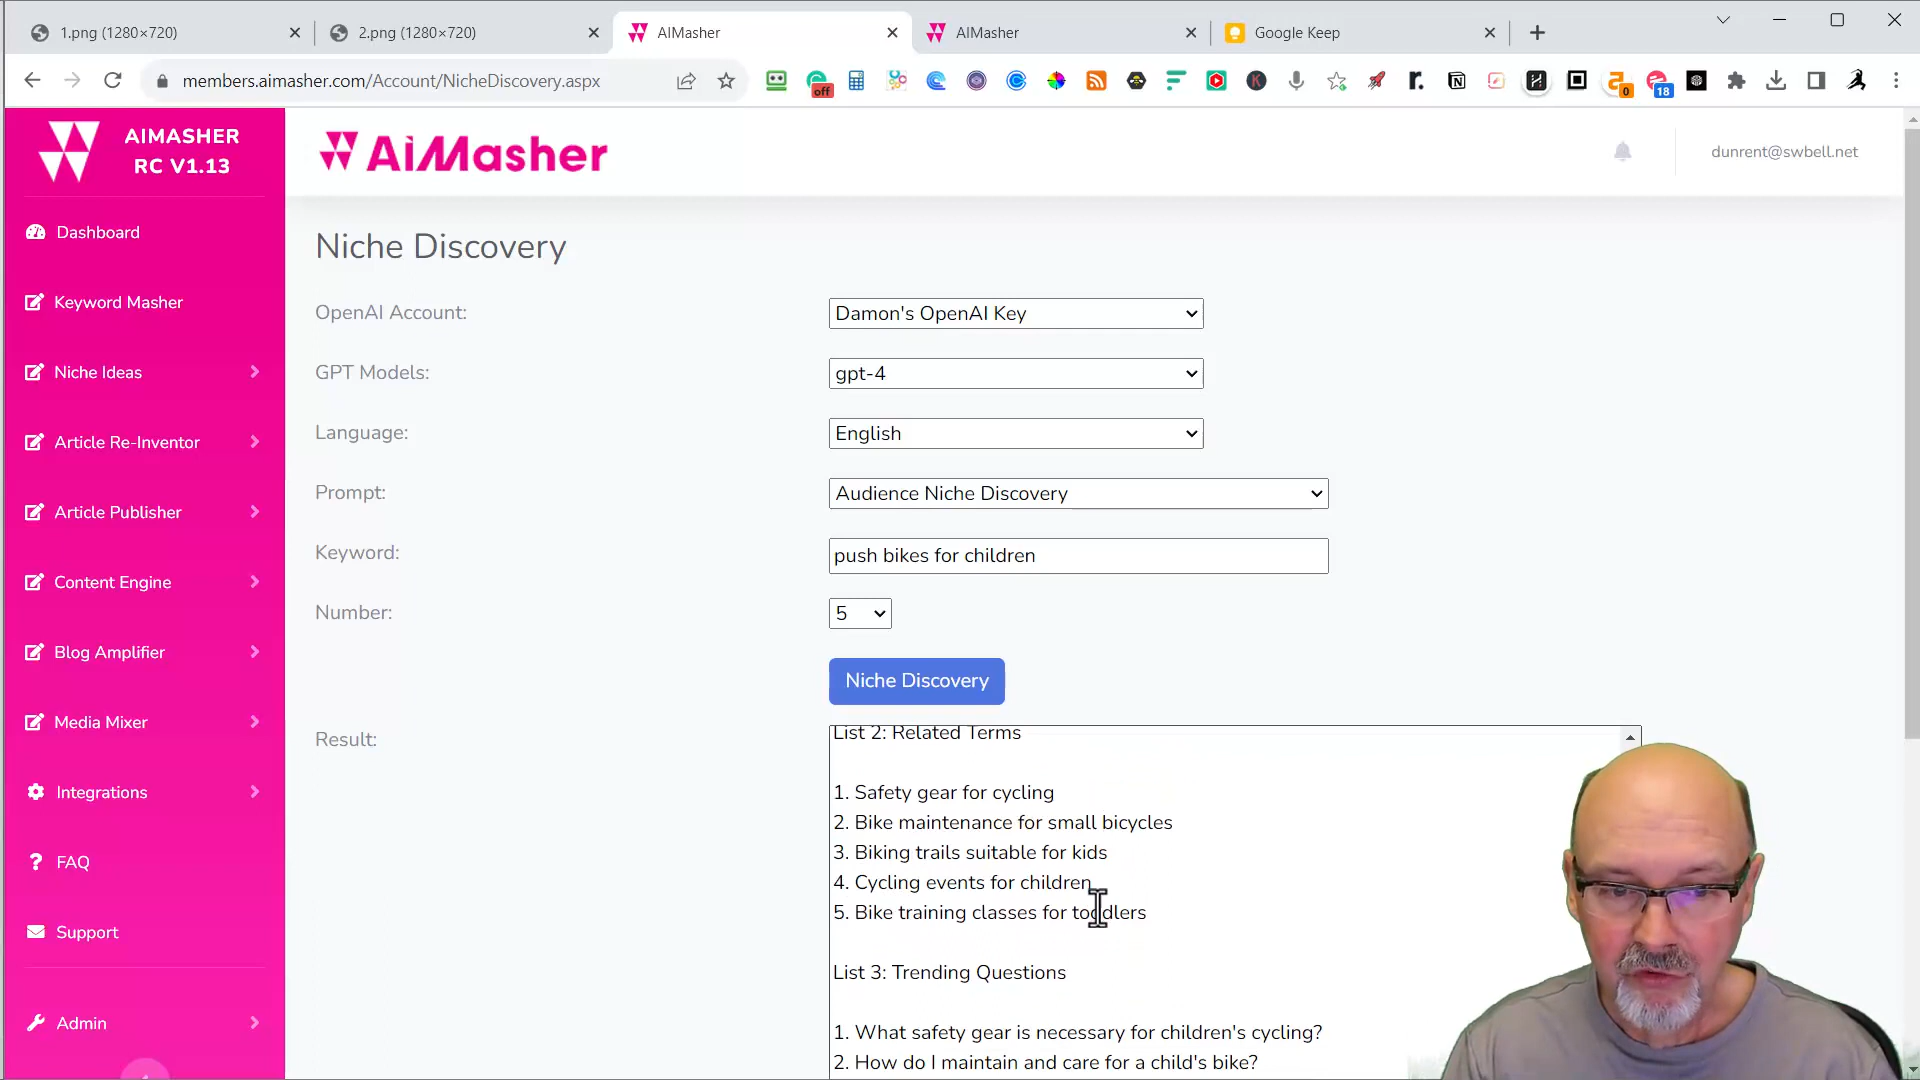 1.png (1280×720)
2.png (1280×720)
AIMasher
AIMasher
Google Keep
members.aimasher.com/Account/NicheDiscovery.aspx
off
0
18
AIMASHER
RC V1.13
AiMasher
dunrent@swbell.net
Dashboard
Keyword Masher
Niche Ideas
Article Re-Inventor
Article Publisher
Content Engine
Blog Amplifier
Media Mixer
Integrations
FAQ
Support
Admin
Niche Discovery
OpenAI Account:
Damon's OpenAI Key
GPT Models:
gpt-4
Language:
English
Prompt:
Audience Niche Discovery
Keyword:
push bikes for children
Number:
5
Niche Discovery
Result:
List 2: Related Terms
1. Safety gear for cycling
2. Bike maintenance for small bicycles
3. Biking trails suitable for kids
4. Cycling events for children
5. Bike training classes for toddlers
List 3: Trending Questions
1. What safety gear is necessary for children's cycling?
2. How do I maintain and care for a child's bike?